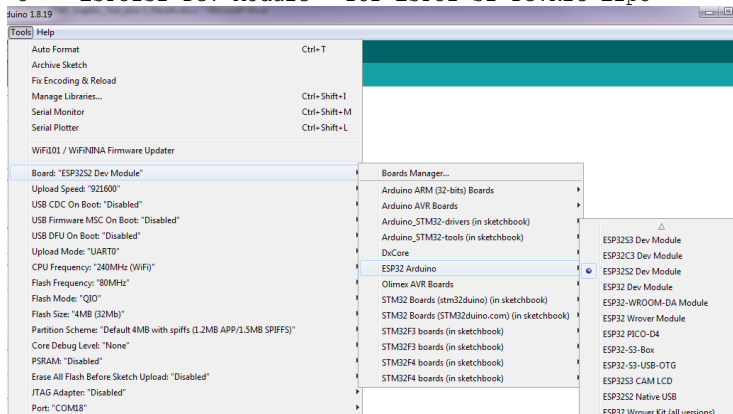 duino 1.8.19
Tools Help
Auto Format Ctrl+T
Archive Sketch
Fix Encoding & Reload
Manage Libraries... Ctrl+Shift+I
Serial Monitor Ctrl+Shift+M
Serial Plotter Ctrl+Shift+L
WiFi101 / WiFiNINA Firmware Updater
Board: "ESP32S2 Dev Module"
Upload Speed: "921600"
USB CDC On Boot: "Disabled"
USB Firmware MSC On Boot: "Disabled"
USB DFU On Boot: "Disabled"
Upload Mode: "UART0"
CPU Frequency: "240MHz (WiFi)"
Flash Frequency: "80MHz"
Flash Mode: "QIO"
Flash Size: "4MB (32Mb)"
Partition Scheme: "Default 4MB with spiffs (1.2MB APP/1.5MB SPIFFS)"
Core Debug Level: "None"
PSRAM: "Disabled"
Erase All Flash Before Sketch Upload: "Disabled"
JTAG Adapter: "Disabled"
Port: "COM18"
Boards Manager...
Arduino ARM (32-bits) Boards
Arduino AVR Boards
Arduino_STM32-drivers (in sketchbook)
Arduino_STM32-tools (in sketchbook)
DxCore
ESP32 Arduino
Olimex AVR Boards
STM32 Boards (stm32duino) (in sketchbook)
STM32 Boards (STM32duino.com) (in sketchbook)
STM32F3 boards (in sketchbook)
STM32F3 boards (in sketchbook)
STM32F4 boards (in sketchbook)
STM32F4 boards (in sketchbook)
ESP32S3 Dev Module
ESP32C3 Dev Module
ESP32S2 Dev Module
ESP32 Dev Module
ESP32-WROOM-DA Module
ESP32 Wrover Module
ESP32 PICO-D4
ESP32-S3-Box
ESP32-S3-USB-OTG
ESP32S3 CAM LCD
ESP32S2 Native USB
ESP32 Wrover Kit (all versions)